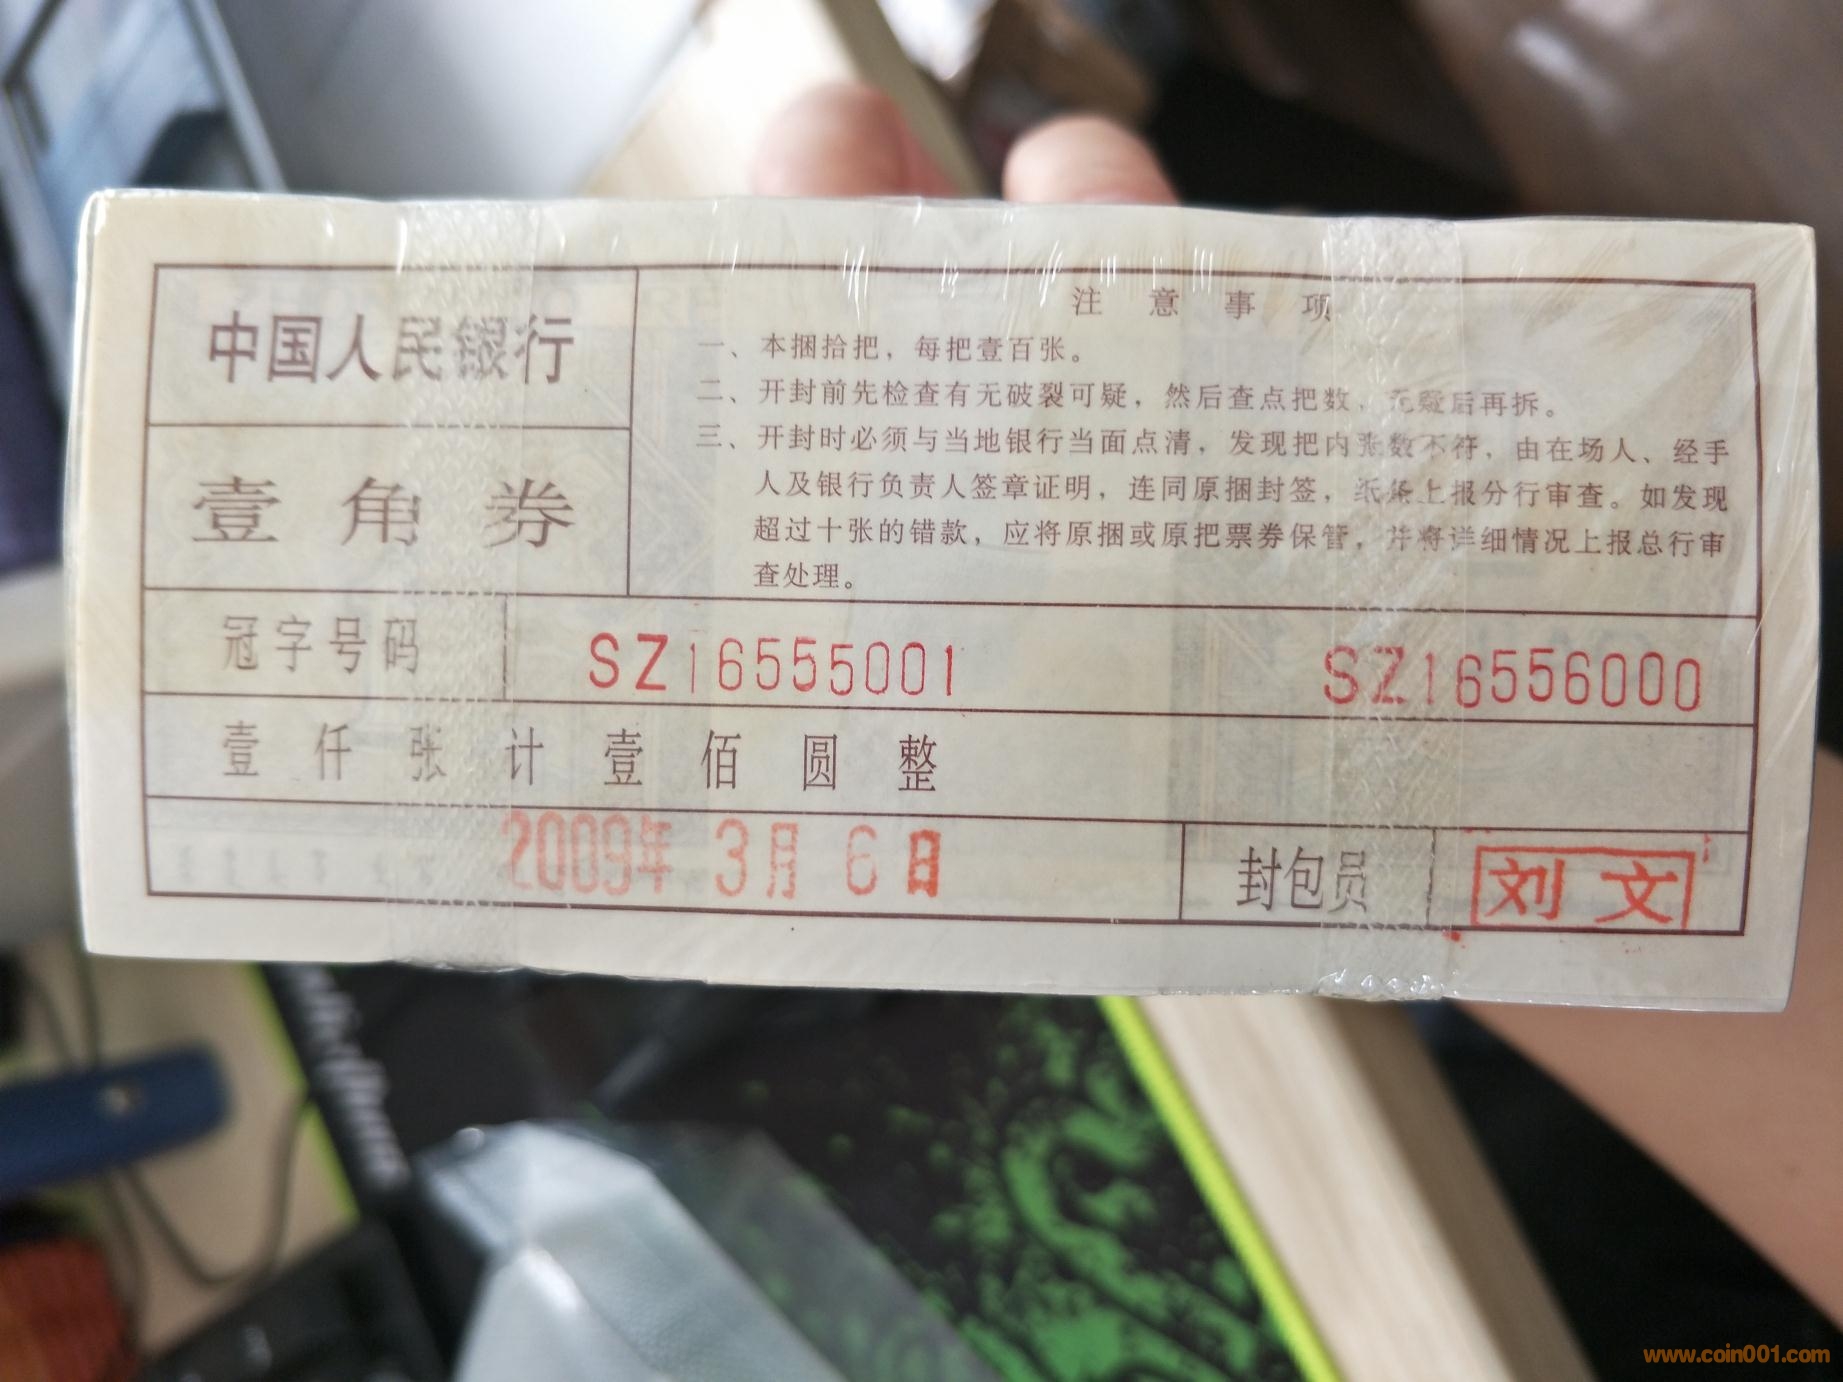 中国人民银行
壹角券
注意事项
一、本捆拾把，每把壹百张。
二、开封前先检查有无破裂可疑，然后查点把数，无疑后再拆。
三、开封时必须与当地银行当面点清，发现把内张数不符，由在场人、经手
人及银行负责人签章证明，连同原捆封签，纸条上报分行审查。如发现
超过十张的错款，应将原捆或原把票券保管，并将详细情况上报总行审
查处理。
冠字号码 SZ16555001 SZ16556000
壹仟张计壹佰圆整
2009年 3月 6日 封包员 刘文
www.coin001.com